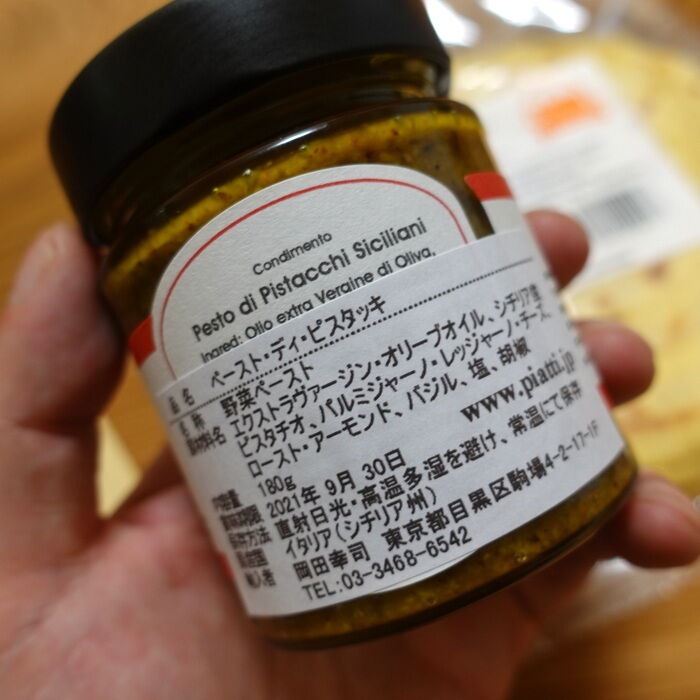 Condimento
Pesto di Pistacchi Siciliani
Ingred: Olio extra Vergine di Oliva,
品名 ペースト・ディ・ピスタッキ
名称 野菜ペースト
原材料名 エクストラヴァージン・オリーブオイル、シチリア産
ピスタチオ、パルミジャーノ・レッジャーノ・チーズ、
ロースト・アーモンド、バジル、塩、胡椒
www.piatti.jp
内容量 180g
賞味期限 2021年 9月 30日
保存方法 直射日光・高温多湿を避け、常温にて保存
原産国 イタリア（シチリア州）
輸入者 岡田幸司 東京都目黒区駒場4-2-17-1F
TEL:03-3468-6542